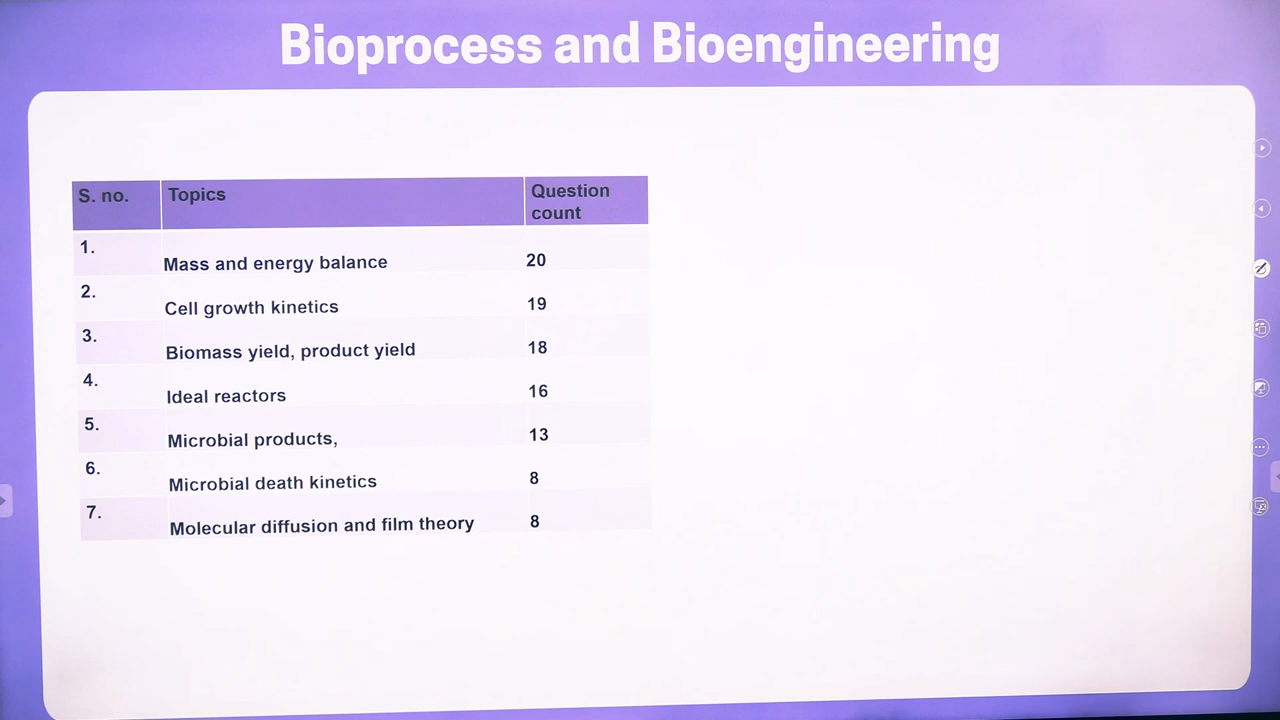 Bioprocess and Bioengineering
S. no. Topics Question count
1. Mass and energy balance 20
2. Cell growth kinetics 19
3. Biomass yield, product yield 18
4. Ideal reactors 16
5. Microbial products, 13
6. Microbial death kinetics 8
7. Molecular diffusion and film theory 8